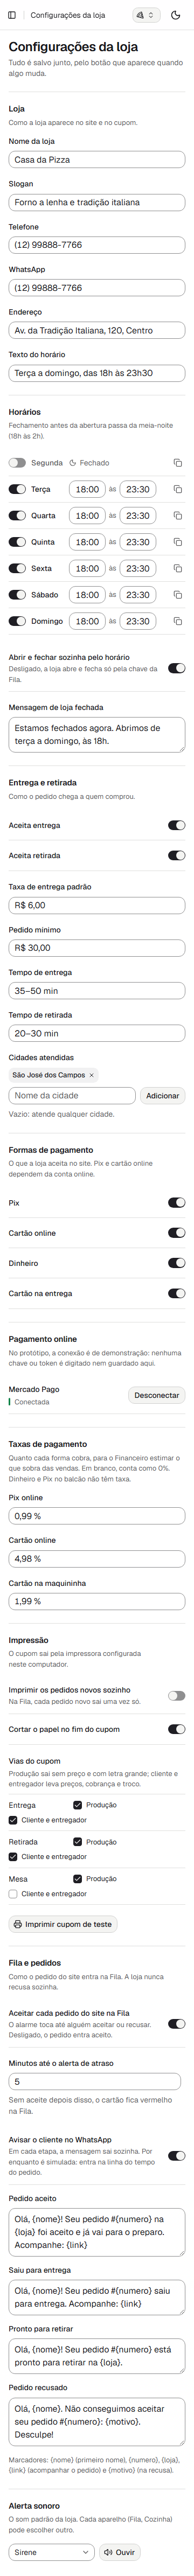 Configurações da loja
Configurações da loja
Tudo é salvo junto, pelo botão que aparece quando
algo muda.
Loja
Como a loja aparece no site e no cupom.
Nome da loja
Casa da Pizza
Slogan
Forno a lenha e tradição italiana
Telefone
(12) 99888-7766
WhatsApp
(12) 99888-7766
Endereço
Av. da Tradição Italiana, 120, Centro
Texto do horário
Terça a domingo, das 18h às 23h30
Horários
Fechamento antes da abertura passa da meia-noite
(18h às 2h).
Segunda Fechado
Terça 18:00 às 23:30
Quarta 18:00 às 23:30
Quinta 18:00 às 23:30
Sexta 18:00 às 23:30
Sábado 18:00 às 23:30
Domingo 18:00 às 23:30
Abrir e fechar sozinha pelo horário
Desligado, a loja abre e fecha só pela chave da
Fila.
Mensagem de loja fechada
Estamos fechados agora. Abrimos de
terça a domingo, às 18h.
Entrega e retirada
Como o pedido chega a quem comprou.
Aceita entrega
Aceita retirada
Taxa de entrega padrão
R$ 6,00
Pedido mínimo
R$ 30,00
Tempo de entrega
35–50 min
Tempo de retirada
20–30 min
Cidades atendidas
São José dos Campos ×
Nome da cidade Adicionar
Vazio: atende qualquer cidade.
Formas de pagamento
O que a loja aceita no site. Pix e cartão online
dependem da conta online.
Pix
Cartão online
Dinheiro
Cartão na entrega
Pagamento online
No protótipo, a conexão é de demonstração: nenhuma
chave ou token é digitado nem guardado aqui.
Mercado Pago
Conectada
Desconectar
Taxas de pagamento
Quanto cada forma cobra, para o Financeiro estimar o
que sobra das vendas. Em branco, conta como 0%.
Dinheiro e Pix no balcão não têm taxa.
Pix online
0,99 %
Cartão online
4,98 %
Cartão na maquininha
1,99 %
Impressão
O cupom sai pela impressora configurada
neste computador.
Imprimir os pedidos novos sozinho
Na Fila, cada pedido novo sai uma vez só.
Cortar o papel no fim do cupom
Vias do cupom
Produção sai sem preço e com letra grande; cliente e
entregador leva preços, cobrança e troco.
Entrega Produção
Cliente e entregador
Retirada Produção
Cliente e entregador
Mesa Produção
Cliente e entregador
Imprimir cupom de teste
Fila e pedidos
Como o pedido do site entra na Fila. A loja nunca
recusa sozinha.
Aceitar cada pedido do site na Fila
O alarme toca até alguém aceitar ou recusar.
Desligado, o pedido entra aceito.
Minutos até o alerta de atraso
5
Sem aceite depois disso, o cartão fica vermelho
na Fila.
Avisar o cliente no WhatsApp
Em cada etapa, a mensagem sai sozinha. Por
enquanto é simulada: entra na linha do tempo
do pedido.
Pedido aceito
Olá, {nome}! Seu pedido #{numero} na
{loja} foi aceito e já vai para o preparo.
Acompanhe: {link}
Saiu para entrega
Olá, {nome}! Seu pedido #{numero} saiu
para entrega. Acompanhe: {link}
Pronto para retirar
Olá, {nome}! Seu pedido #{numero} está
pronto para retirar na {loja}.
Pedido recusado
Olá, {nome}. Não conseguimos aceitar
seu pedido #{numero}: {motivo}.
Desculpe!
Marcadores: {nome} (primeiro nome), {numero}, {loja},
{link} (acompanhar o pedido) e {motivo} (na recusa).
Alerta sonoro
O som padrão da loja. Cada aparelho (Fila, Cozinha)
pode escolher outro.
Sirene Ouvir